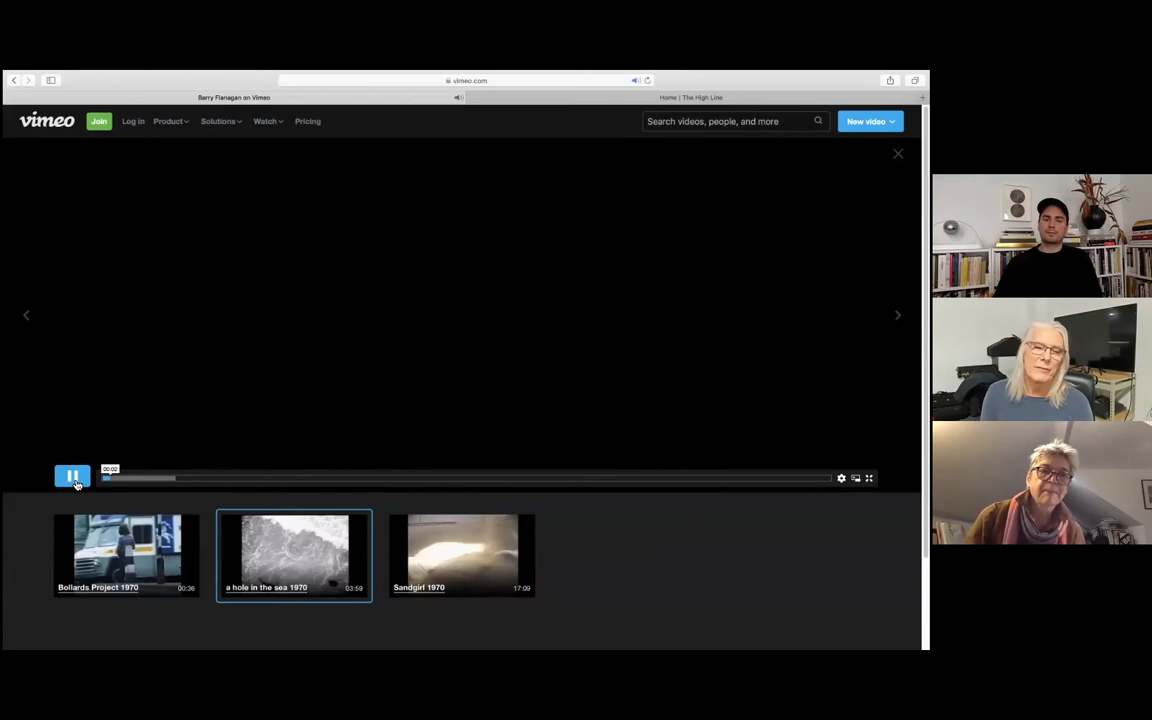 vimeo.com
Barry Flanagan on Vimeo
Home | The High Line
vimeo
Join
Log in
Product
Solutions
Watch
Pricing
Search videos, people, and more
New video
00:02
Bollards Project 1970
00:36
a hole in the sea 1970
03:59
Sandgirl 1970
17:09